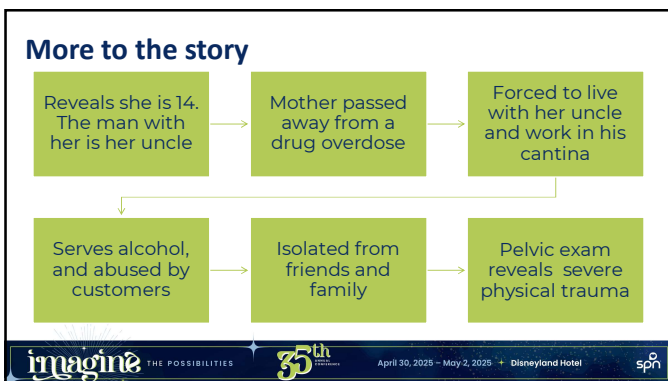 More to the story
Reveals she is 14.
The man with
her is her uncle
Mother passed
away from a
drug overdose
Forced to live
with her uncle
and work in his
cantina
Serves alcohol,
and abused by
customers
Isolated from
friends and
family
Pelvic exam
reveals severe
physical trauma
imagine THE POSSIBILITIES
35th
ANNUAL
CONFERENCE
April 30, 2025 – May 2, 2025 + Disneyland Hotel
spn